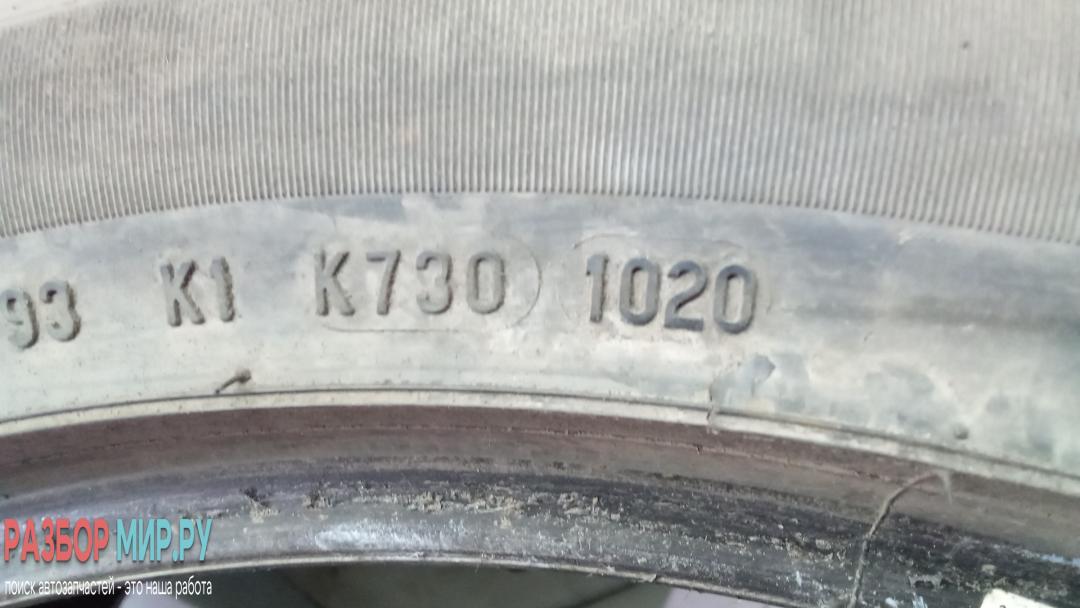 93 K1 K730 1020
РАЗБОР МИР.РУ
поиск автозапчастей - это наша работа